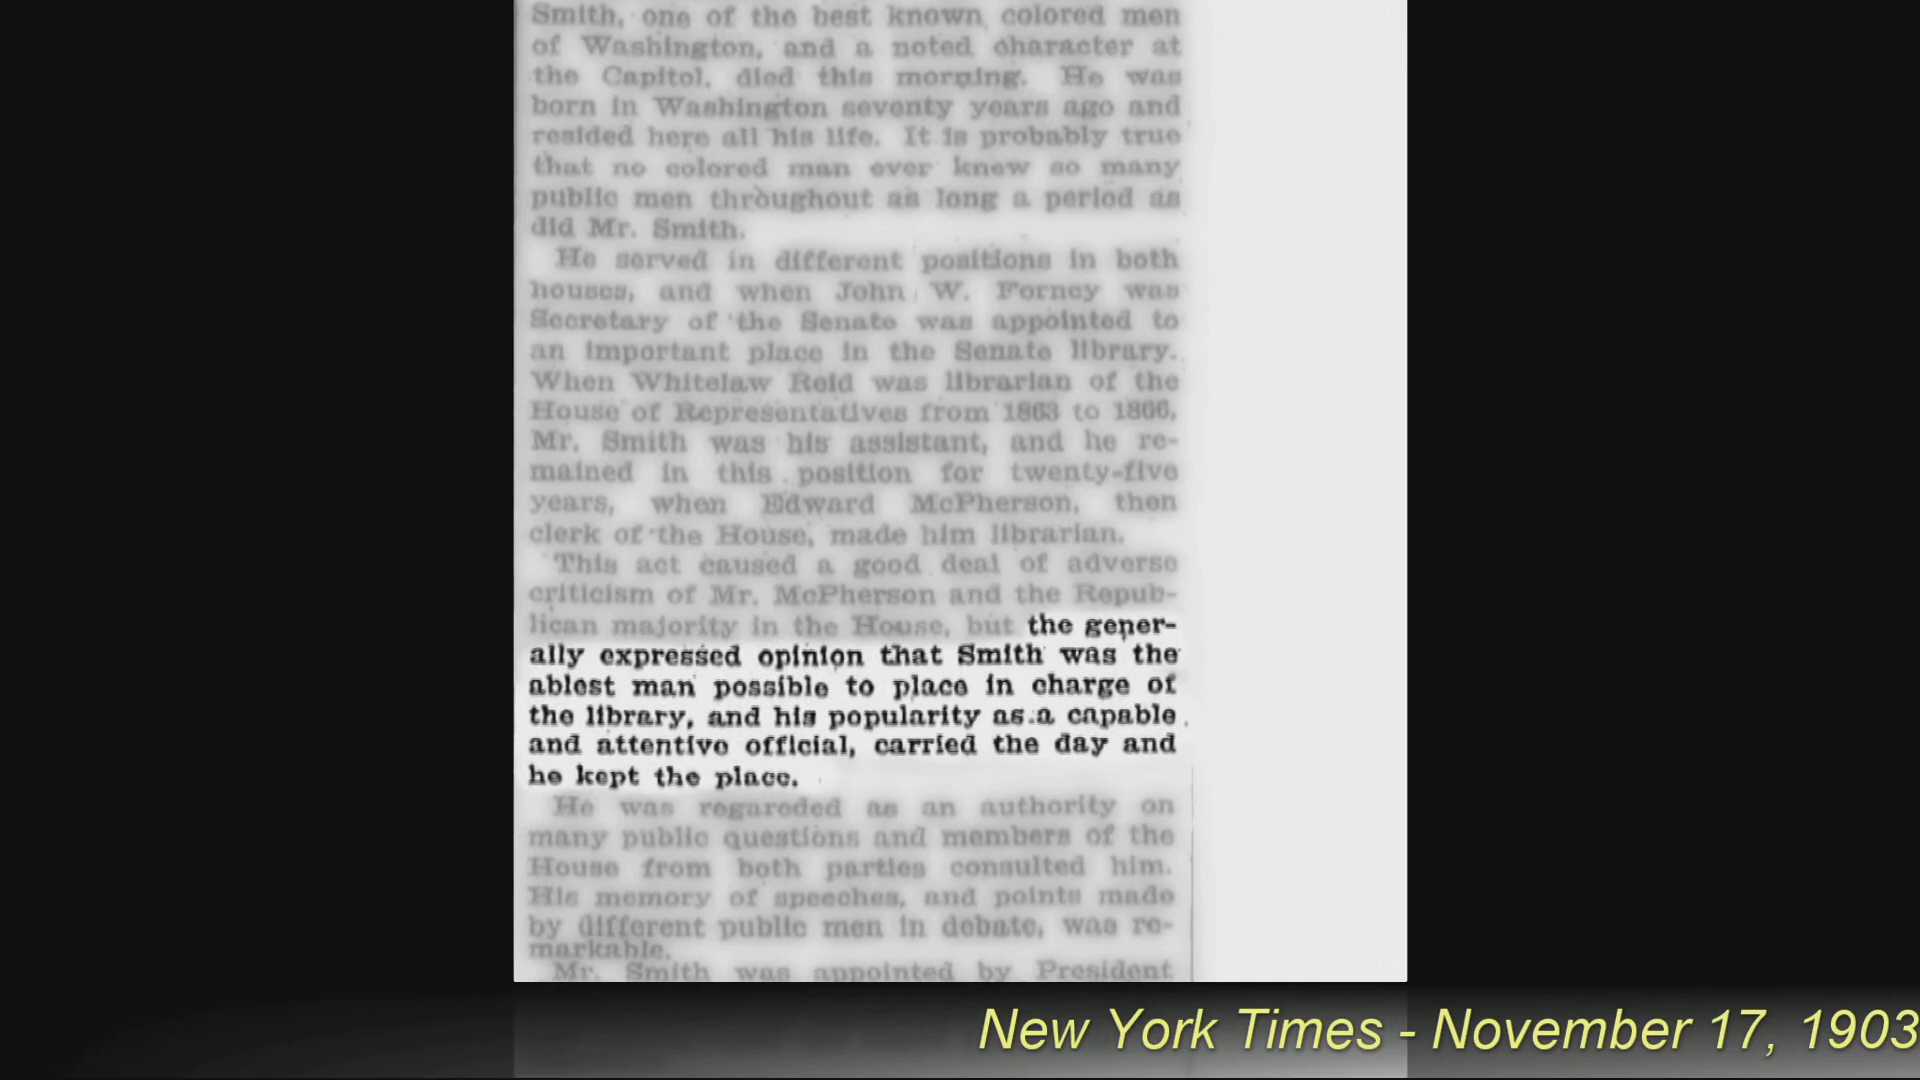 Smith, one of the best known colored men
of Washington, and a noted character at
the Capitol, died this morning. He was
born in Washington seventy years ago and
resided here all his life. It is probably true
that no colored man ever knew so many
public men throughout as long a period as
did Mr. Smith.
He served in different positions in both
houses, and when John W. Forney was
Secretary of the Senate was appointed to
an important place in the Senate library.
When Whitelaw Reid was librarian of the
House of Representatives from 1863 to 1866,
Mr. Smith was his assistant, and he re-
mained in this position for twenty-five
years, when Edward McPherson, then
clerk of the House, made him librarian.
This act caused a good deal of adverse
criticism of Mr. McPherson and the Repub-
lican majority in the House, but the gener-
ally expressed opinion that Smith was the
ablest man possible to place in charge of
the library, and his popularity as a capable
and attentive official, carried the day and
he kept the place.
He was regareded as an authority on
many public questions and members of the
House from both parties consulted him.
His memory of speeches, and points made
by different public men in debate, was re-
markable.
Mr. Smith was appointed by President
New York Times - November 17, 1903